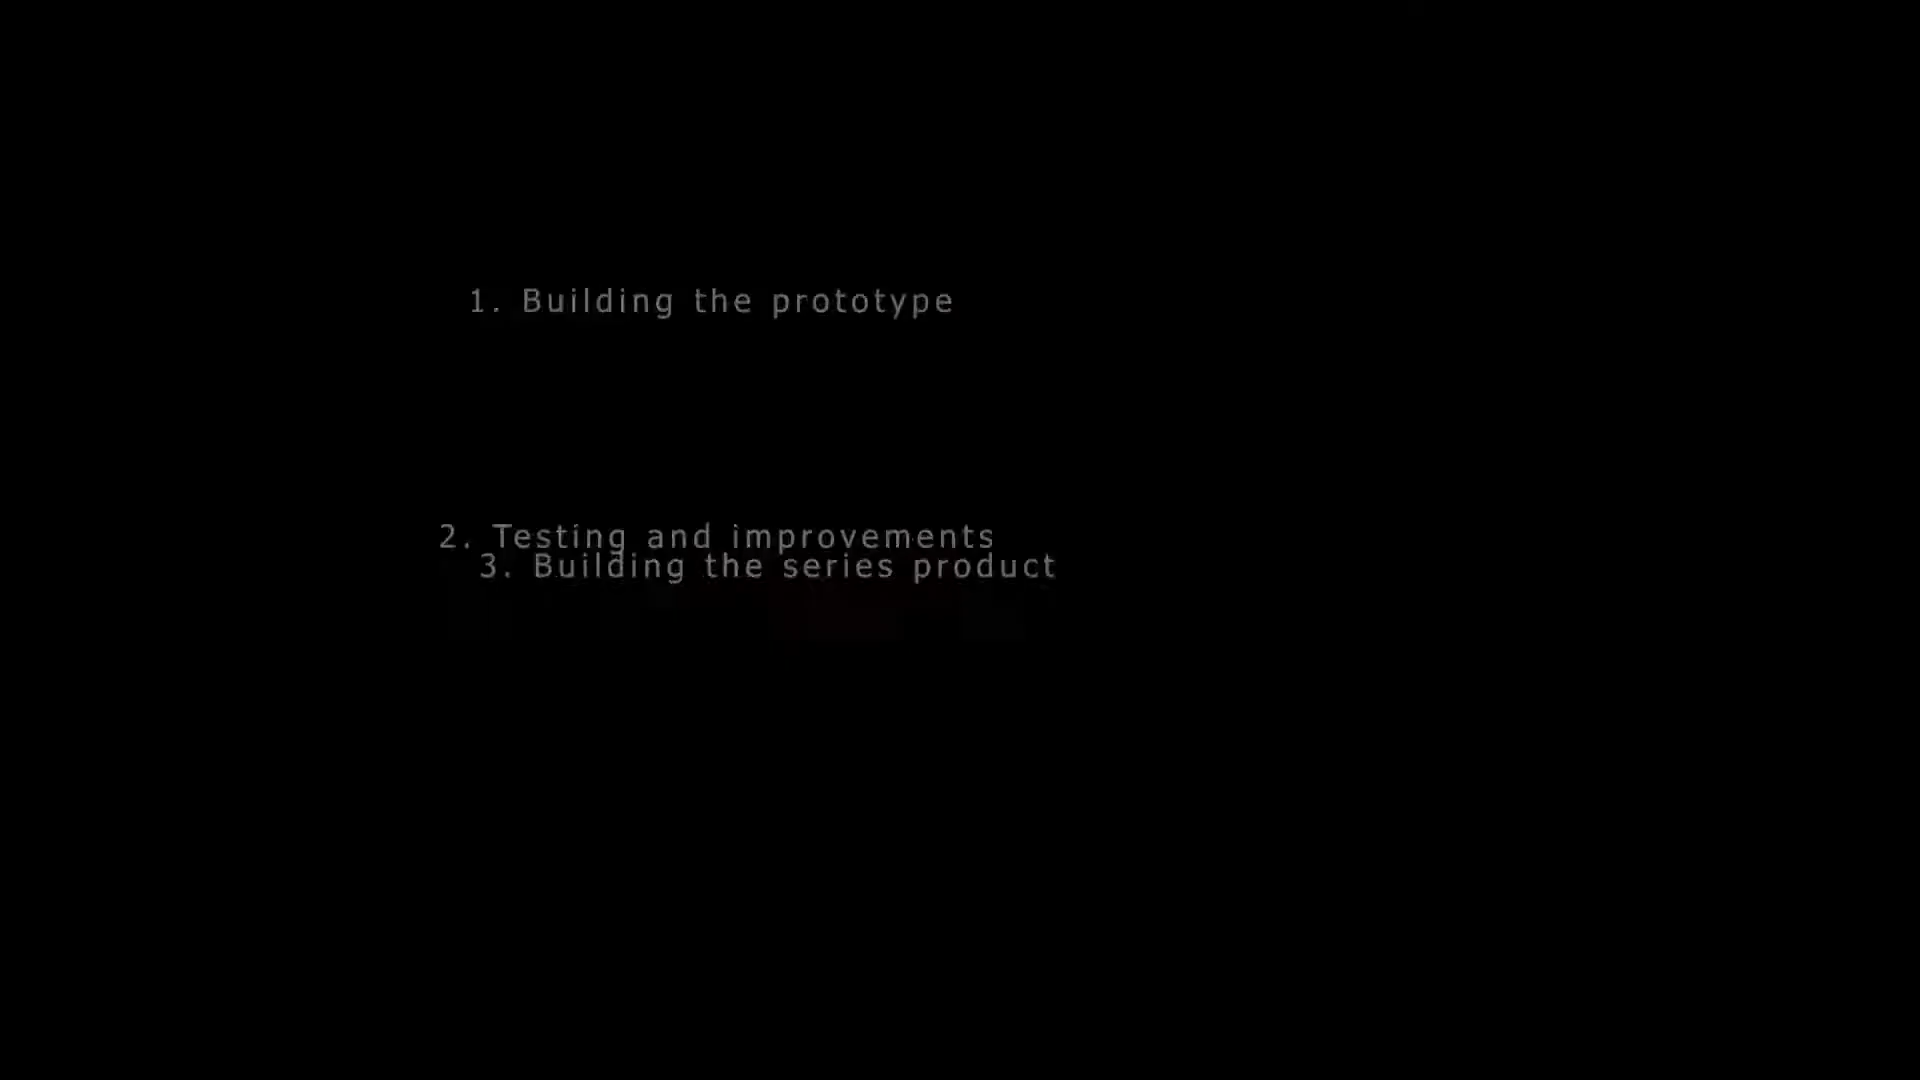 1. Building the prototype
2. Testing and improvements
3. Building the series product